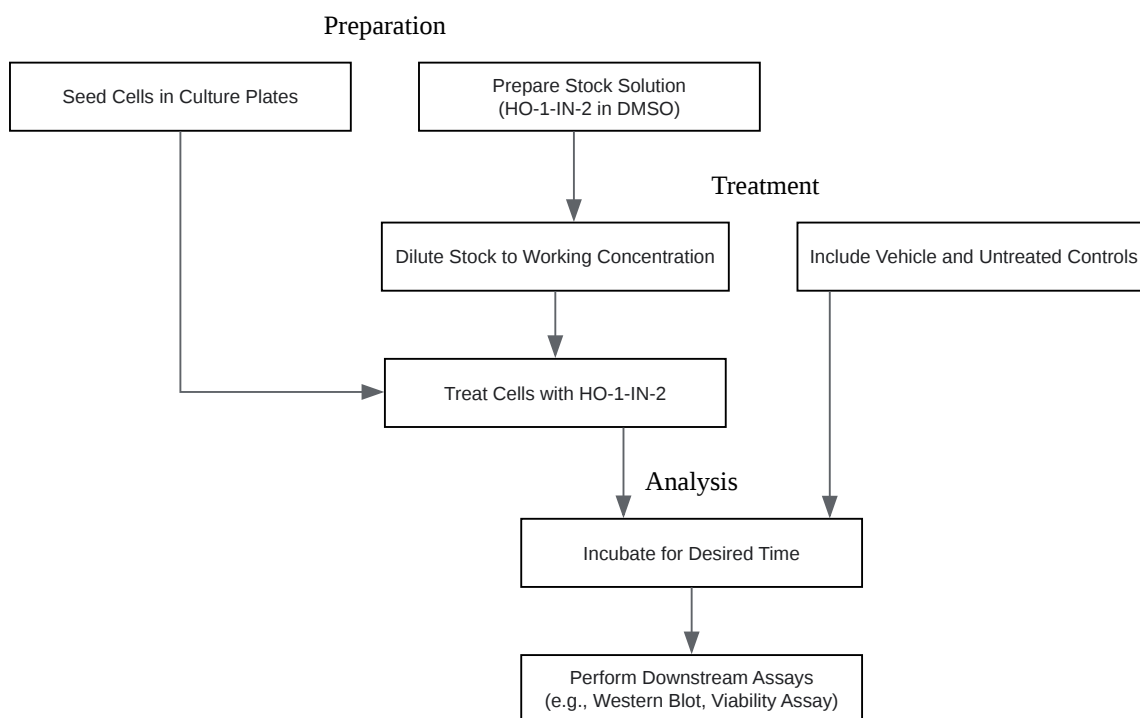 Preparation
Seed Cells in Culture Plates
Prepare Stock Solution
(HO-1-IN-2 in DMSO)
Treatment
Dilute Stock to Working Concentration
Include Vehicle and Untreated Controls
Treat Cells with HO-1-IN-2
Analysis
Incubate for Desired Time
Perform Downstream Assays
(e.g., Western Blot, Viability Assay)